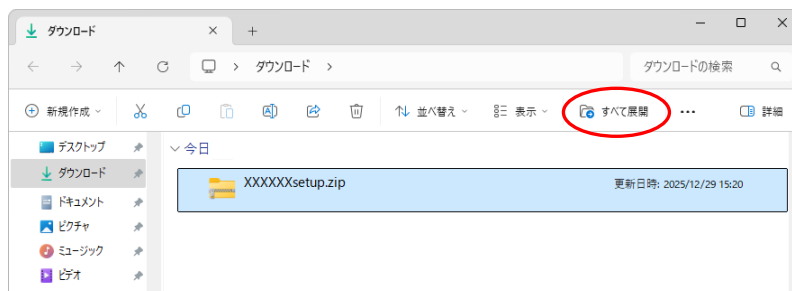 ダウンロード
ダウンロード
ダウンロードの検索
新規作成
並べ替え
表示
すべて展開
詳細
デスクトップ
ダウンロード
ドキュメント
ピクチャ
ミュージック
ビデオ
今日
XXXXXXsetup.zip
更新日時: 2025/12/29 15:20